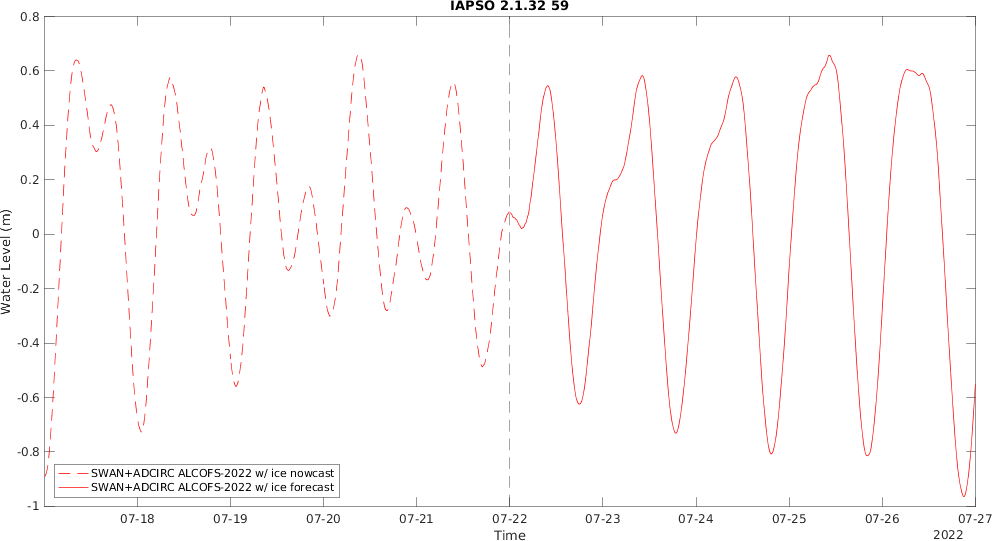 IAPSO 2.1.32 59
0.8
0.6
0.4
0.2
0
-0.2
-0.4
-0.6
-0.8
-1
Water Level (m)
SWAN+ADCIRC ALCOFS-2022 w/ ice nowcast
SWAN+ADCIRC ALCOFS-2022 w/ ice forecast
07-18 07-19 07-20 07-21 07-22 07-23 07-24 07-25 07-26 07-27
Time
2022